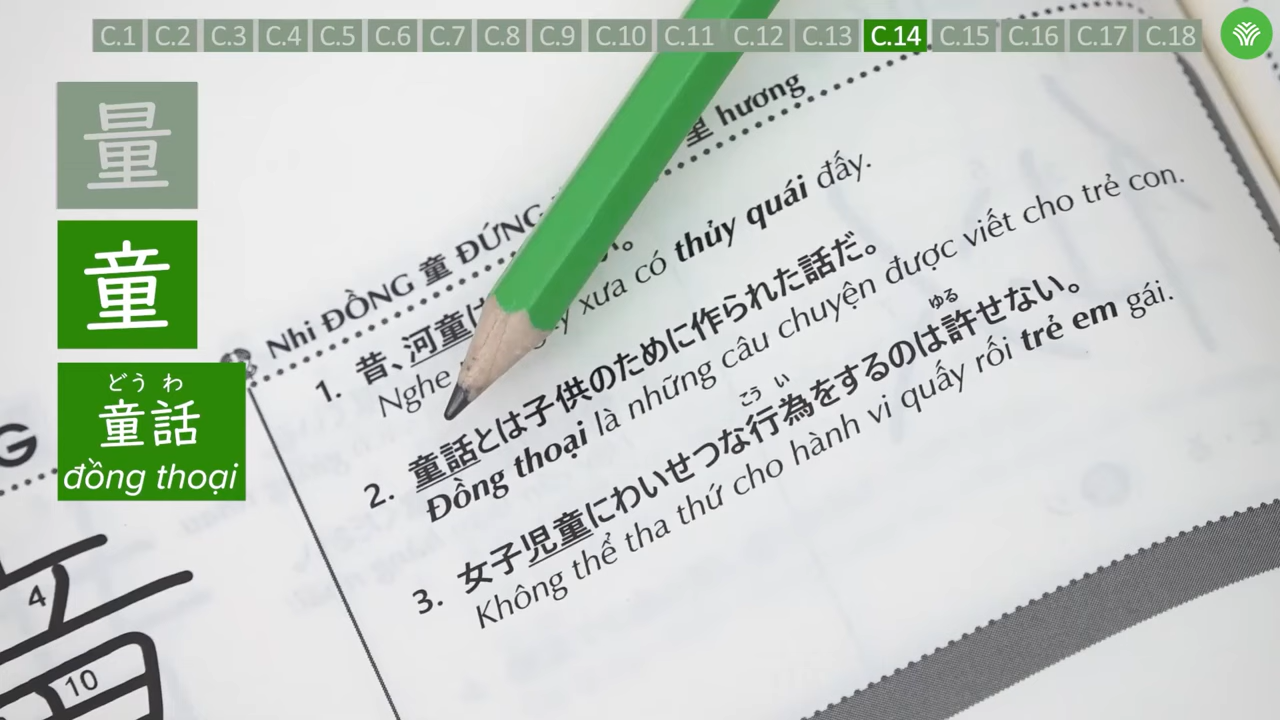 C.1 C.2 C.3 C.4 C.5 C.6 C.7 C.8 C.9 C.10 C.11 C.12 C.13 C.14 C.15 C.16 C.17 C.18
量
童
どう わ
童話
đồng thoại
Nhi ĐỒNG 童 ĐỨNG
里 hương
1. 昔、河童は
い。
Nghe
xưa có thủy quái đấy.
2. 童話とは子供のために作られた話だ。
Đồng thoại là những câu chuyện được viết cho trẻ con.
こう い ゆる
3. 女子児童にわいせつな行為をするのは許せない。
Không thể tha thứ cho hành vi quấy rối trẻ em gái.
G
4
10